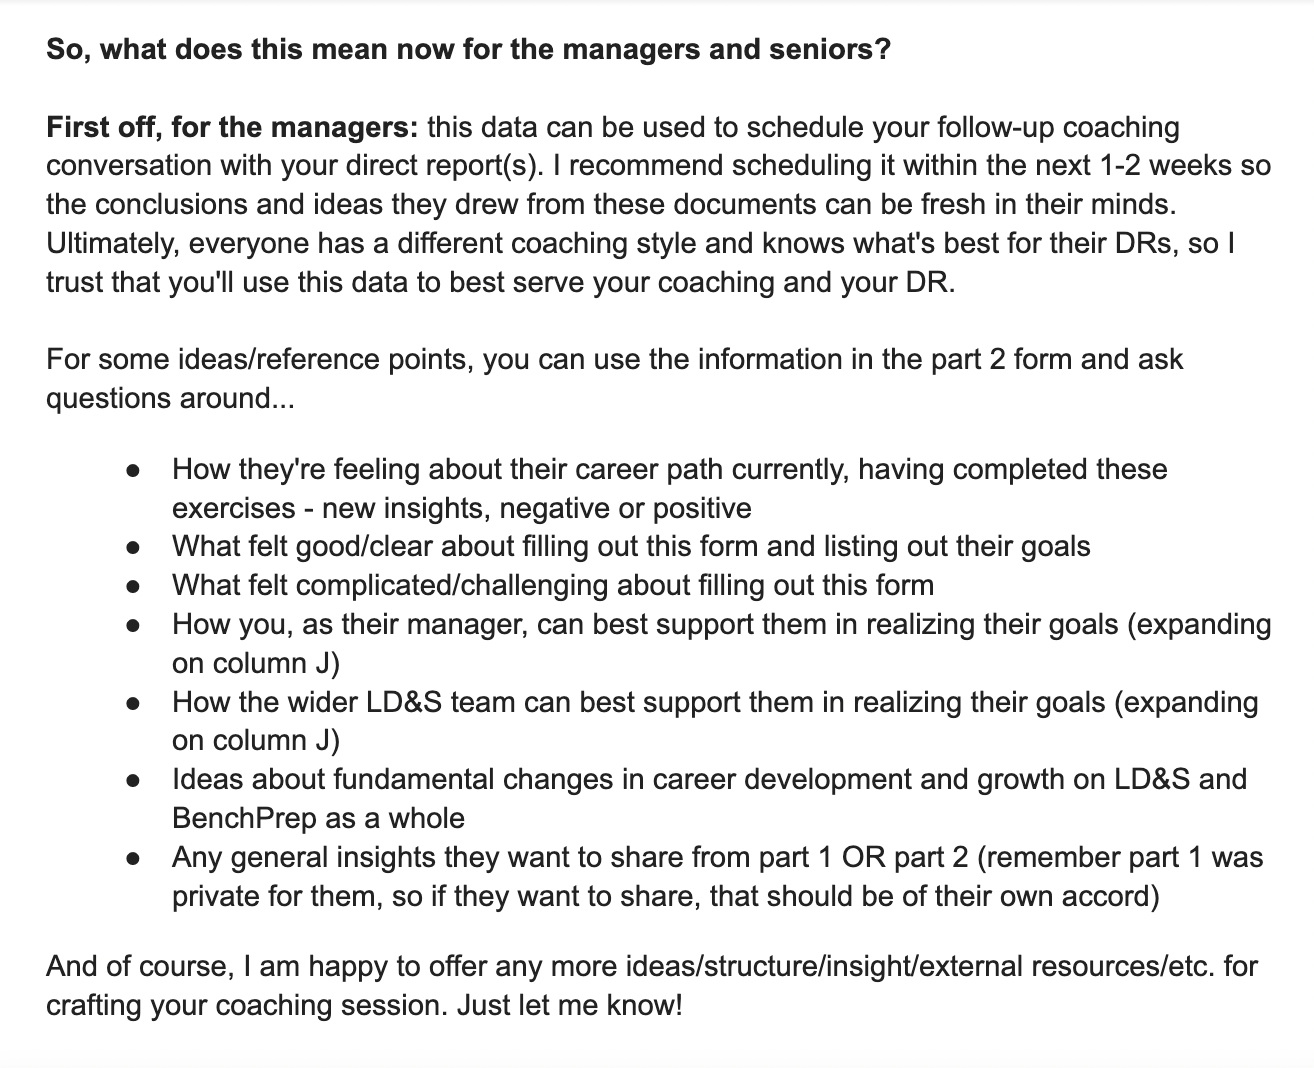 So, what does this mean now for the managers and seniors?
First off, for the managers: this data can be used to schedule your follow-up coaching
conversation with your direct report(s). I recommend scheduling it within the next 1-2 weeks so
the conclusions and ideas they drew from these documents can be fresh in their minds.
Ultimately, everyone has a different coaching style and knows what's best for their DRs, so I
trust that you'll use this data to best serve your coaching and your DR.
For some ideas/reference points, you can use the information in the part 2 form and ask
questions around...
● How they're feeling about their career path currently, having completed these
exercises - new insights, negative or positive
● What felt good/clear about filling out this form and listing out their goals
● What felt complicated/challenging about filling out this form
● How you, as their manager, can best support them in realizing their goals (expanding
on column J)
● How the wider LD&S team can best support them in realizing their goals (expanding
on column J)
● Ideas about fundamental changes in career development and growth on LD&S and
BenchPrep as a whole
● Any general insights they want to share from part 1 OR part 2 (remember part 1 was
private for them, so if they want to share, that should be of their own accord)
And of course, I am happy to offer any more ideas/structure/insight/external resources/etc. for
crafting your coaching session. Just let me know!